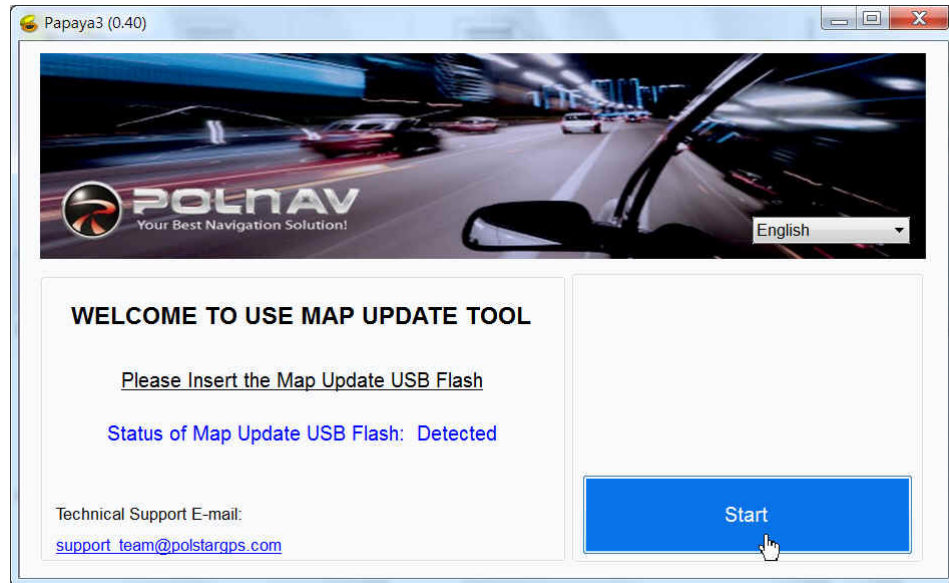 Papaya3 (0.40)
POLNAV
Your Best Navigation Solution!
English
WELCOME TO USE MAP UPDATE TOOL
Please Insert the Map Update USB Flash
Status of Map Update USB Flash: Detected
Technical Support E-mail:
support_team@polstargps.com
Start